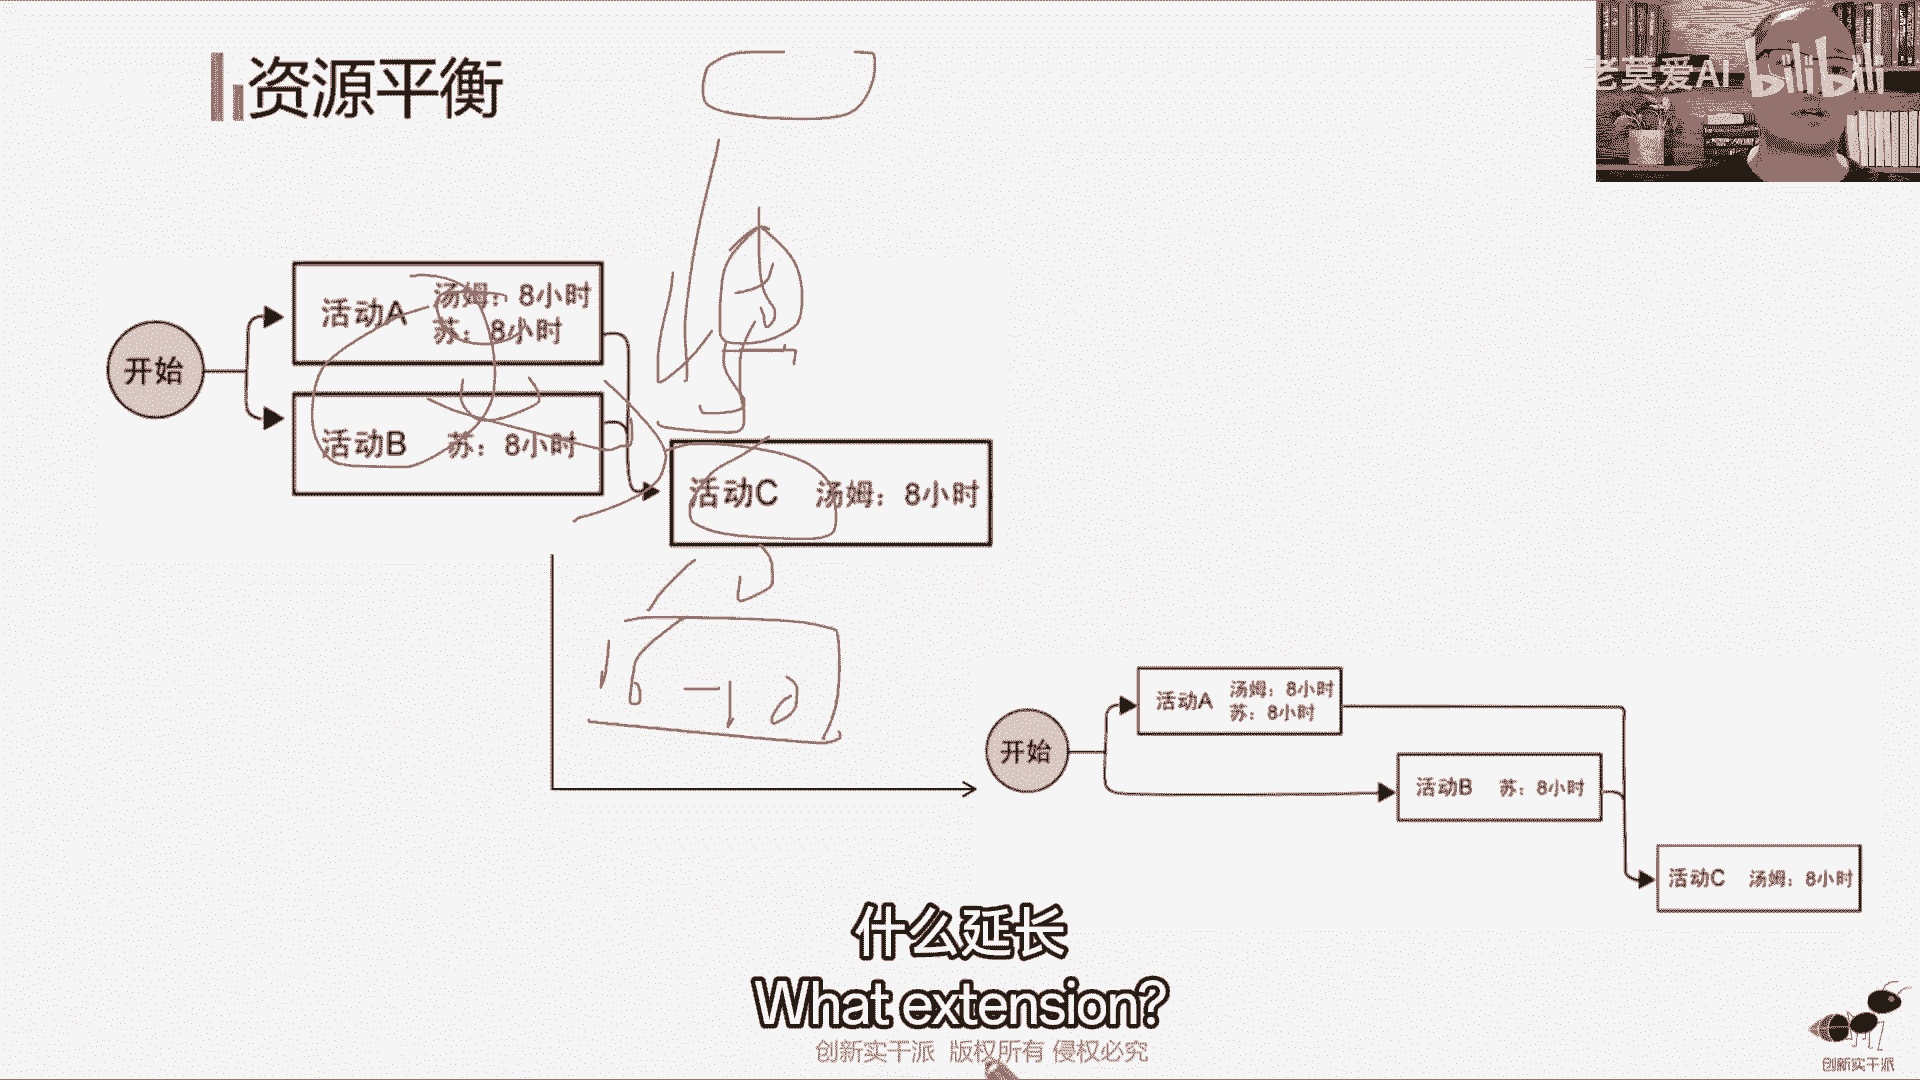 资源平衡
老莫爱AI bilibili
开始
活动A
汤姆：8小时
苏：8小时
活动B 苏：8小时
活动C 汤姆：8小时
开始
活动A
汤姆：8小时
苏：8小时
活动B 苏：8小时
活动C 汤姆：8小时
什么延长
What extension?
创新实干派 版权所有 侵权必究
创新实干派